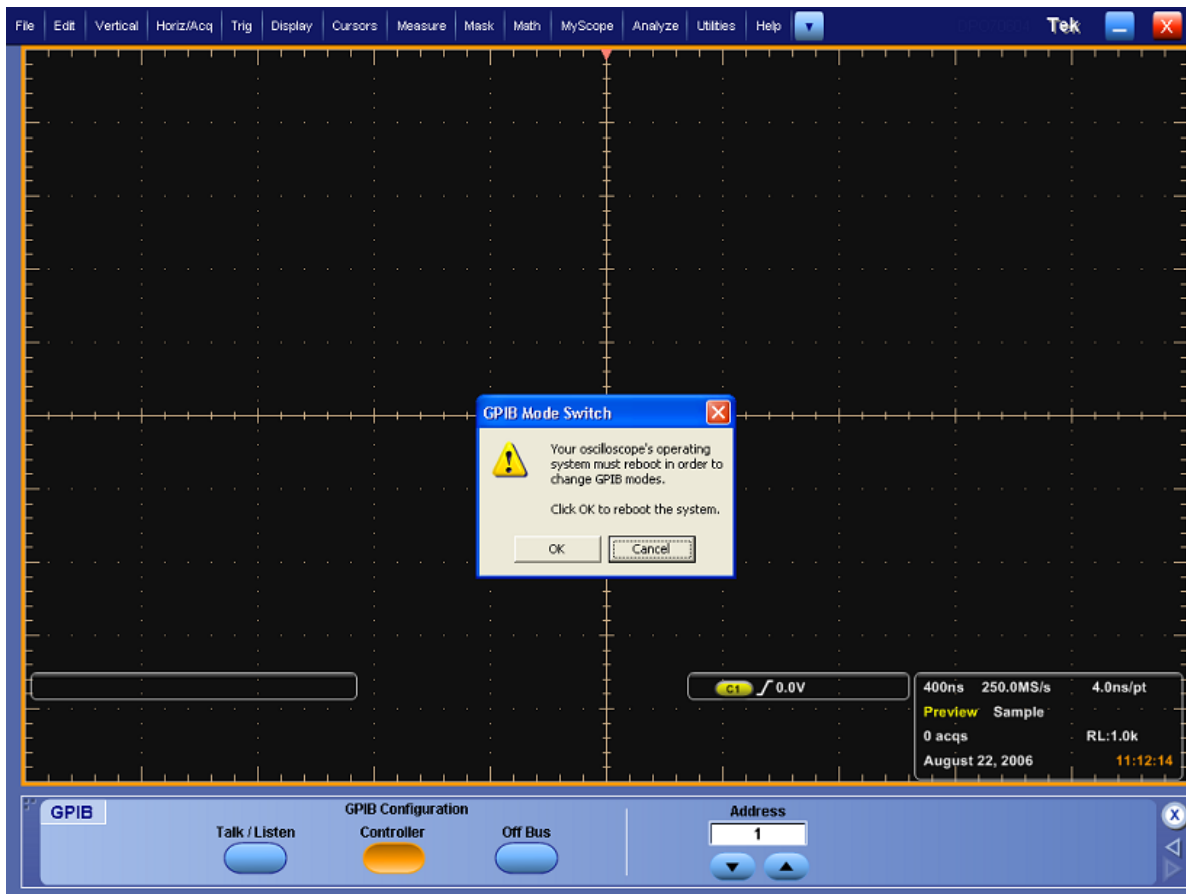 File Edit Vertical Horiz/Acq Trig Display Cursors Measure Mask Math MyScope Analyze Utilities Help Tek
GPIB Mode Switch
Your oscilloscope's operating
system must reboot in order to
change GPIB modes.
Click OK to reboot the system.
OK Cancel
C1 0.0V
400ns 250.0MS/s 4.0ns/pt
Preview Sample
0 acqs RL:1.0k
August 22, 2006 11:12:14
GPIB
GPIB Configuration
Talk / Listen Controller Off Bus
Address
1